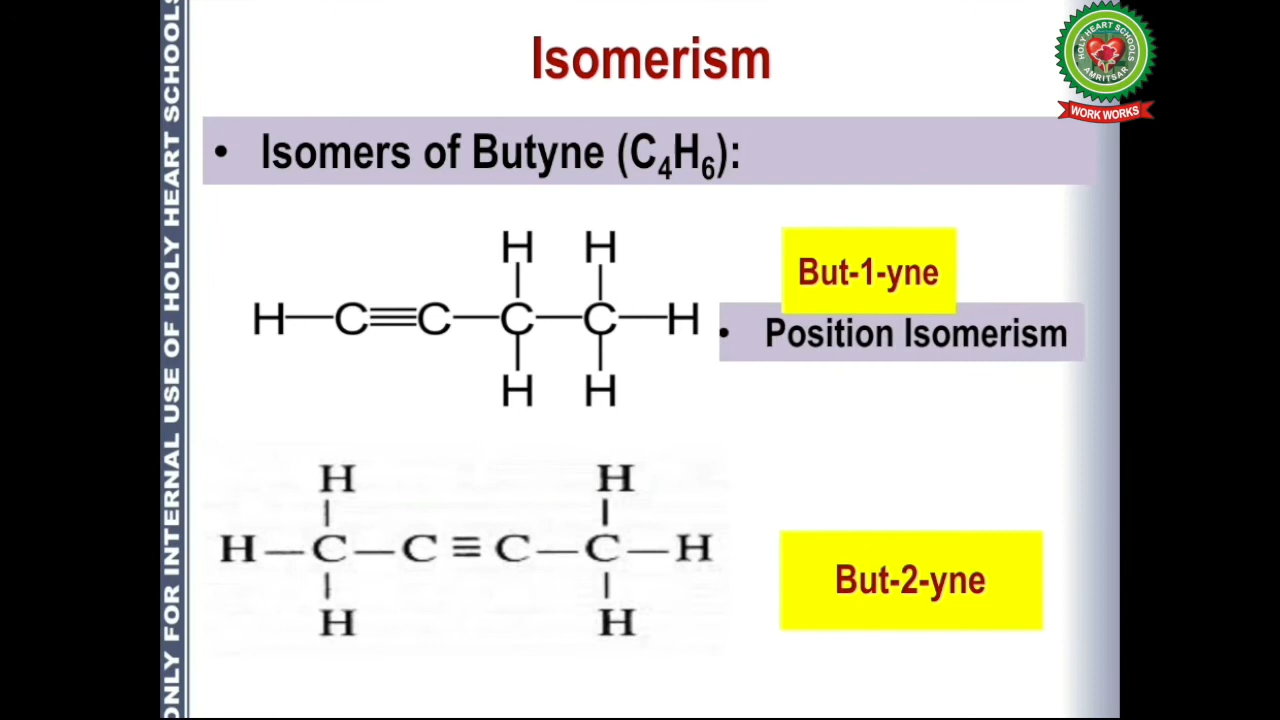 Isomerism
HOLY HEART SCHOOLS
AMRITSAR
WORK WORKS
ONLY FOR INTERNAL USE OF HOLY HEART SCHOOLS
• Isomers of Butyne (C₄H₆):
H H
H—C≡C—C—C—H
H H
But-1-yne
• Position Isomerism
H H
H—C—C≡C—C—H
H H
But-2-yne